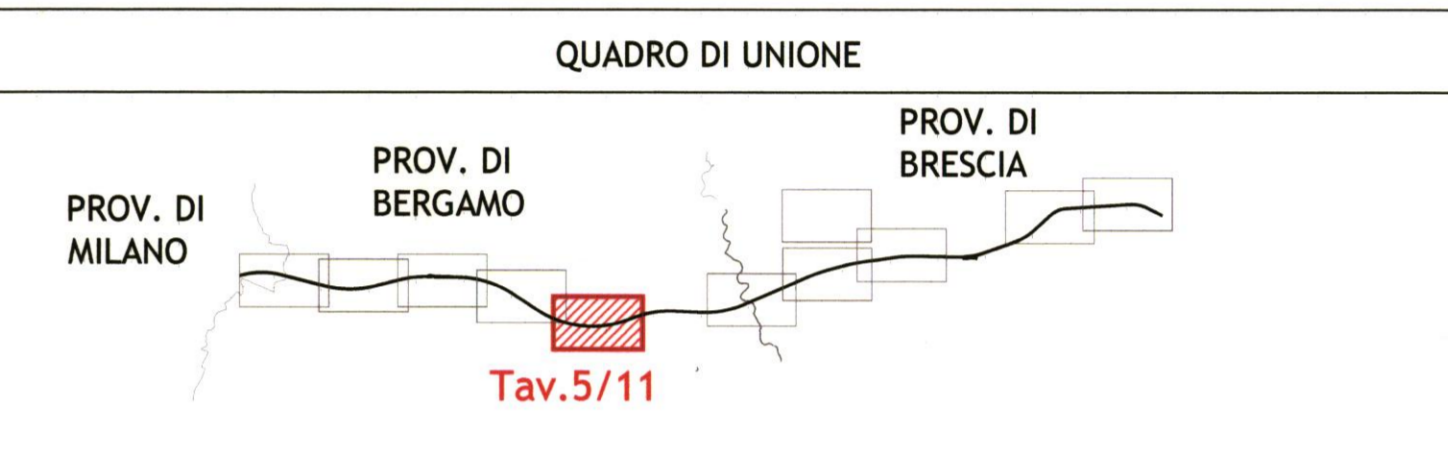 QUADRO DI UNIONE
PROV. DI
MILANO
PROV. DI
BERGAMO
PROV. DI
BRESCIA
Tav.5/11